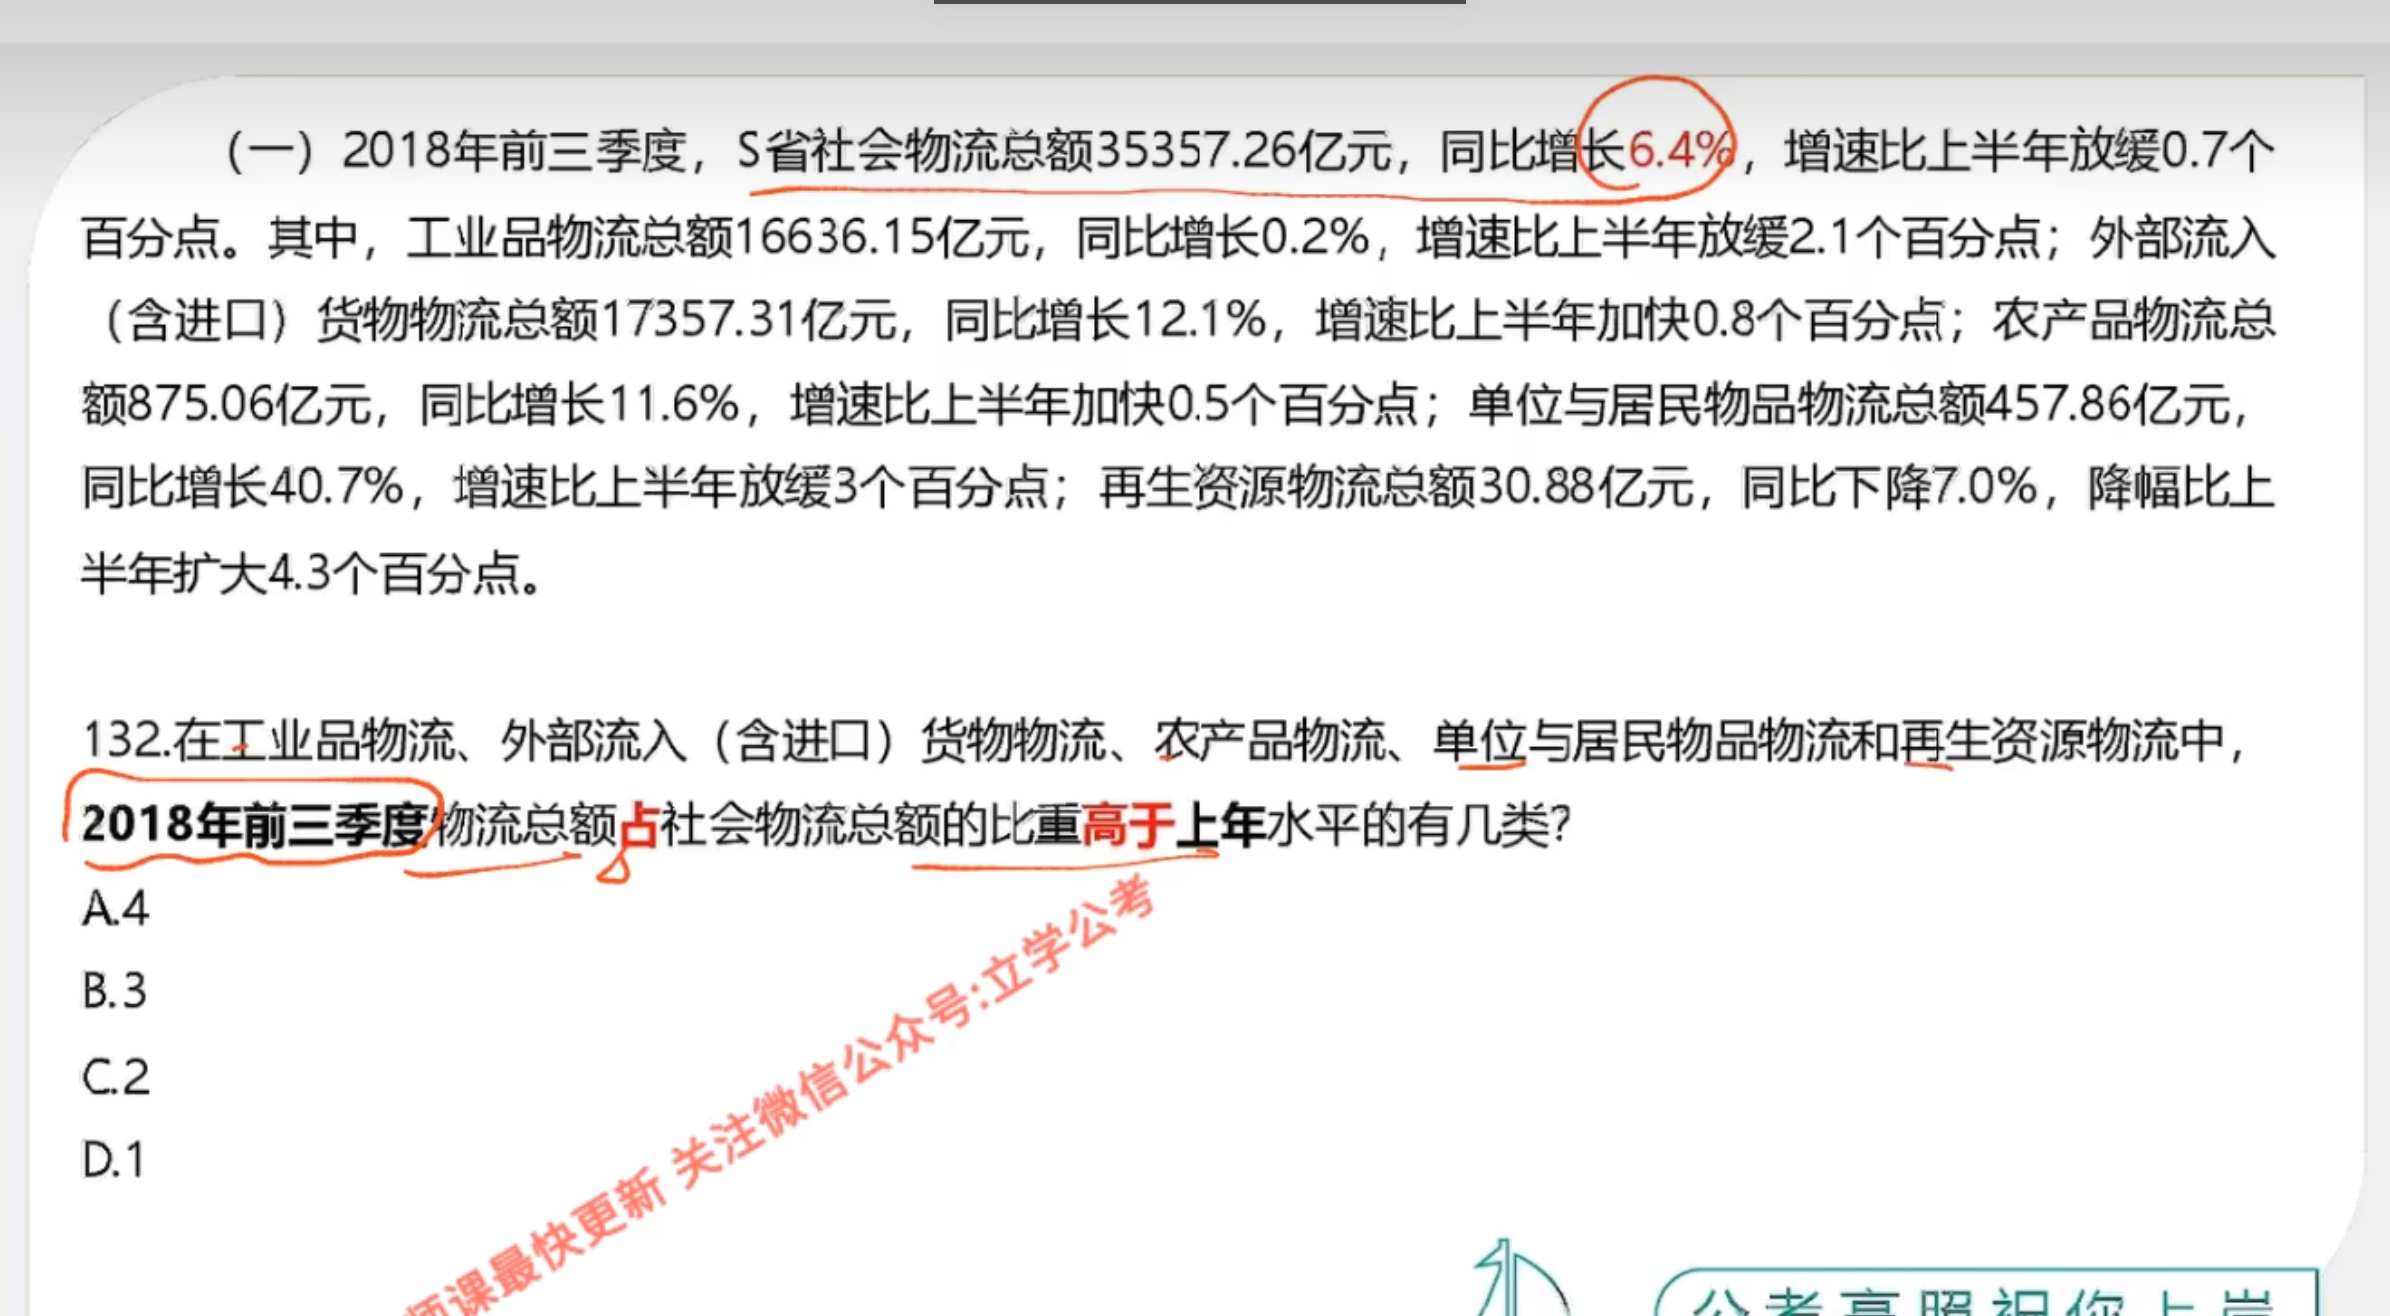 （一）2018年前三季度，S省社会物流总额35357.26亿元，同比增长6.4%，增速比上半年放缓0.7个
百分点。其中，工业品物流总额16636.15亿元，同比增长0.2%，增速比上半年放缓2.1个百分点；外部流入
（含进口）货物物流总额17357.31亿元，同比增长12.1%，增速比上半年加快0.8个百分点；农产品物流总
额875.06亿元，同比增长11.6%，增速比上半年加快0.5个百分点；单位与居民物品物流总额457.86亿元，
同比增长40.7%，增速比上半年放缓3个百分点；再生资源物流总额30.88亿元，同比下降7.0%，降幅比上
半年扩大4.3个百分点。
132.在工业品物流、外部流入（含进口）货物物流、农产品物流、单位与居民物品物流和再生资源物流中，
2018年前三季度物流总额占社会物流总额的比重高于上年水平的有几类？
A.4
B.3
C.2
D.1
师课最快更新 关注微信公众号:立学公考
公考高照祝你上岸